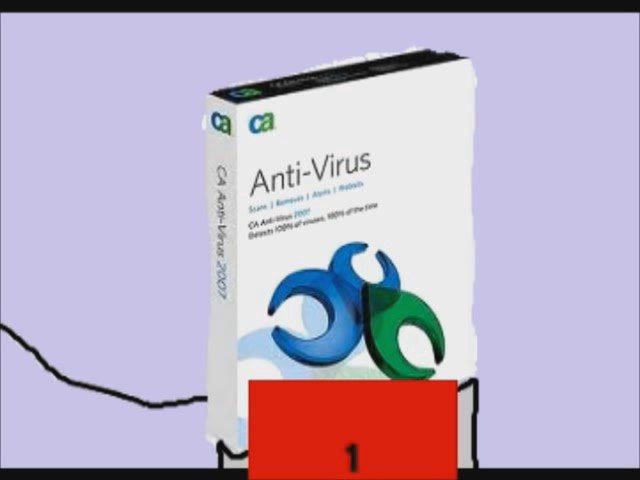 ca
ca
Anti-Virus
Scans | Removes | Alerts | Protects
CA Anti-Virus 2007
Detects 100% of viruses, 100% of the time
CA Anti-Virus 2007
1